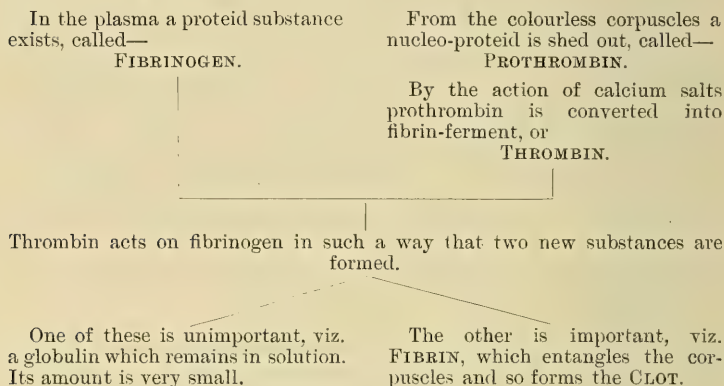 In the plasma a proteid substance
exists, called—
FIBRINOGEN.
From the colourless corpuscles a
nucleo-proteid is shed out, called—
PROTHROMBIN.
By the action of calcium salts
prothrombin is converted into
fibrin-ferment, or
THROMBIN.
Thrombin acts on fibrinogen in such a way that two new substances are
formed.
One of these is unimportant, viz.
a globulin which remains in solution.
Its amount is very small.
The other is important, viz.
FIBRIN, which entangles the cor-
puscles and so forms the CLOT.